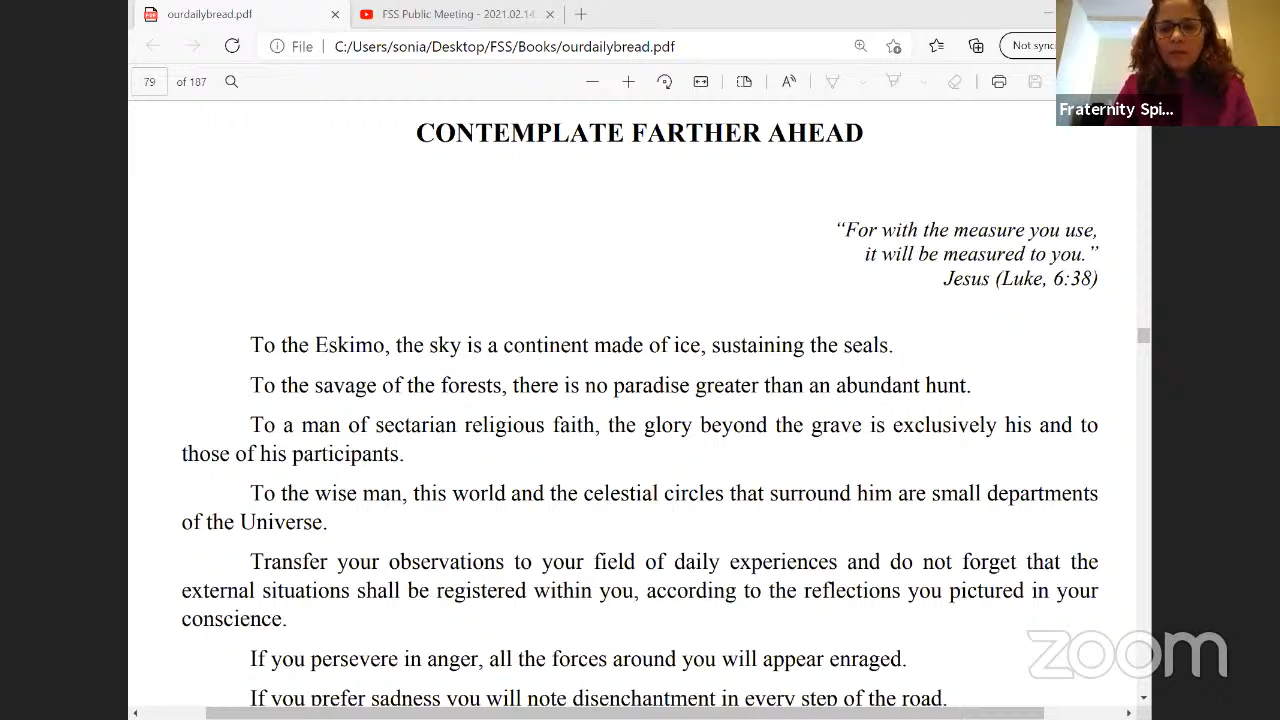 ourdailybread.pdf
FSS Public Meeting - 2021.02.14
File
C:/Users/sonia/Desktop/FSS/Books/ourdailybread.pdf
Not sync
79 of 187
Fraternity Spi...
CONTEMPLATE FARTHER AHEAD
“For with the measure you use,
it will be measured to you.”
Jesus (Luke, 6:38)
To the Eskimo, the sky is a continent made of ice, sustaining the seals.
To the savage of the forests, there is no paradise greater than an abundant hunt.
To a man of sectarian religious faith, the glory beyond the grave is exclusively his and to
those of his participants.
To the wise man, this world and the celestial circles that surround him are small departments
of the Universe.
Transfer your observations to your field of daily experiences and do not forget that the
external situations shall be registered within you, according to the reflections you pictured in your
conscience.
If you persevere in anger, all the forces around you will appear enraged.
If you prefer sadness you will note disenchantment in every step of the road.
zoom